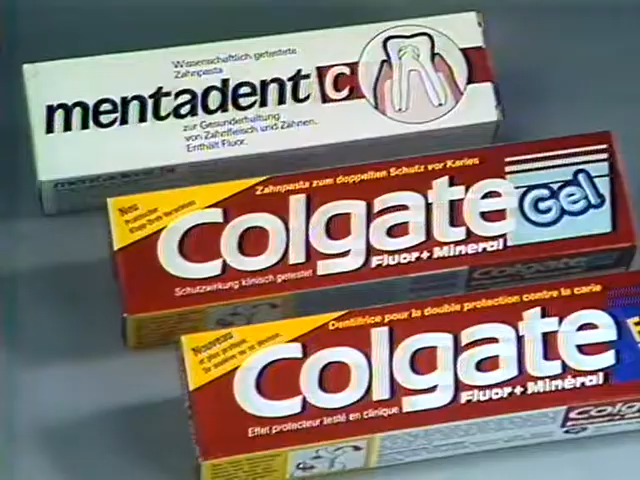 Wissenschaftlich getestete
Zahnpasta
mentadent C
zur Gesunderhaltung
von Zahnfleisch und Zähnen.
Enthält Fluor.
Neu
Zahnpasta zum doppelten Schutz vor Karies
Colgate
Gel
Fluor + Mineral
Schutzwirkung klinisch getestet
Colgate
Nouveau
Dentifrice pour la double protection contre la carie
Colgate
Fluor + Minéral
Effet protecteur testé en clinique
Colgate